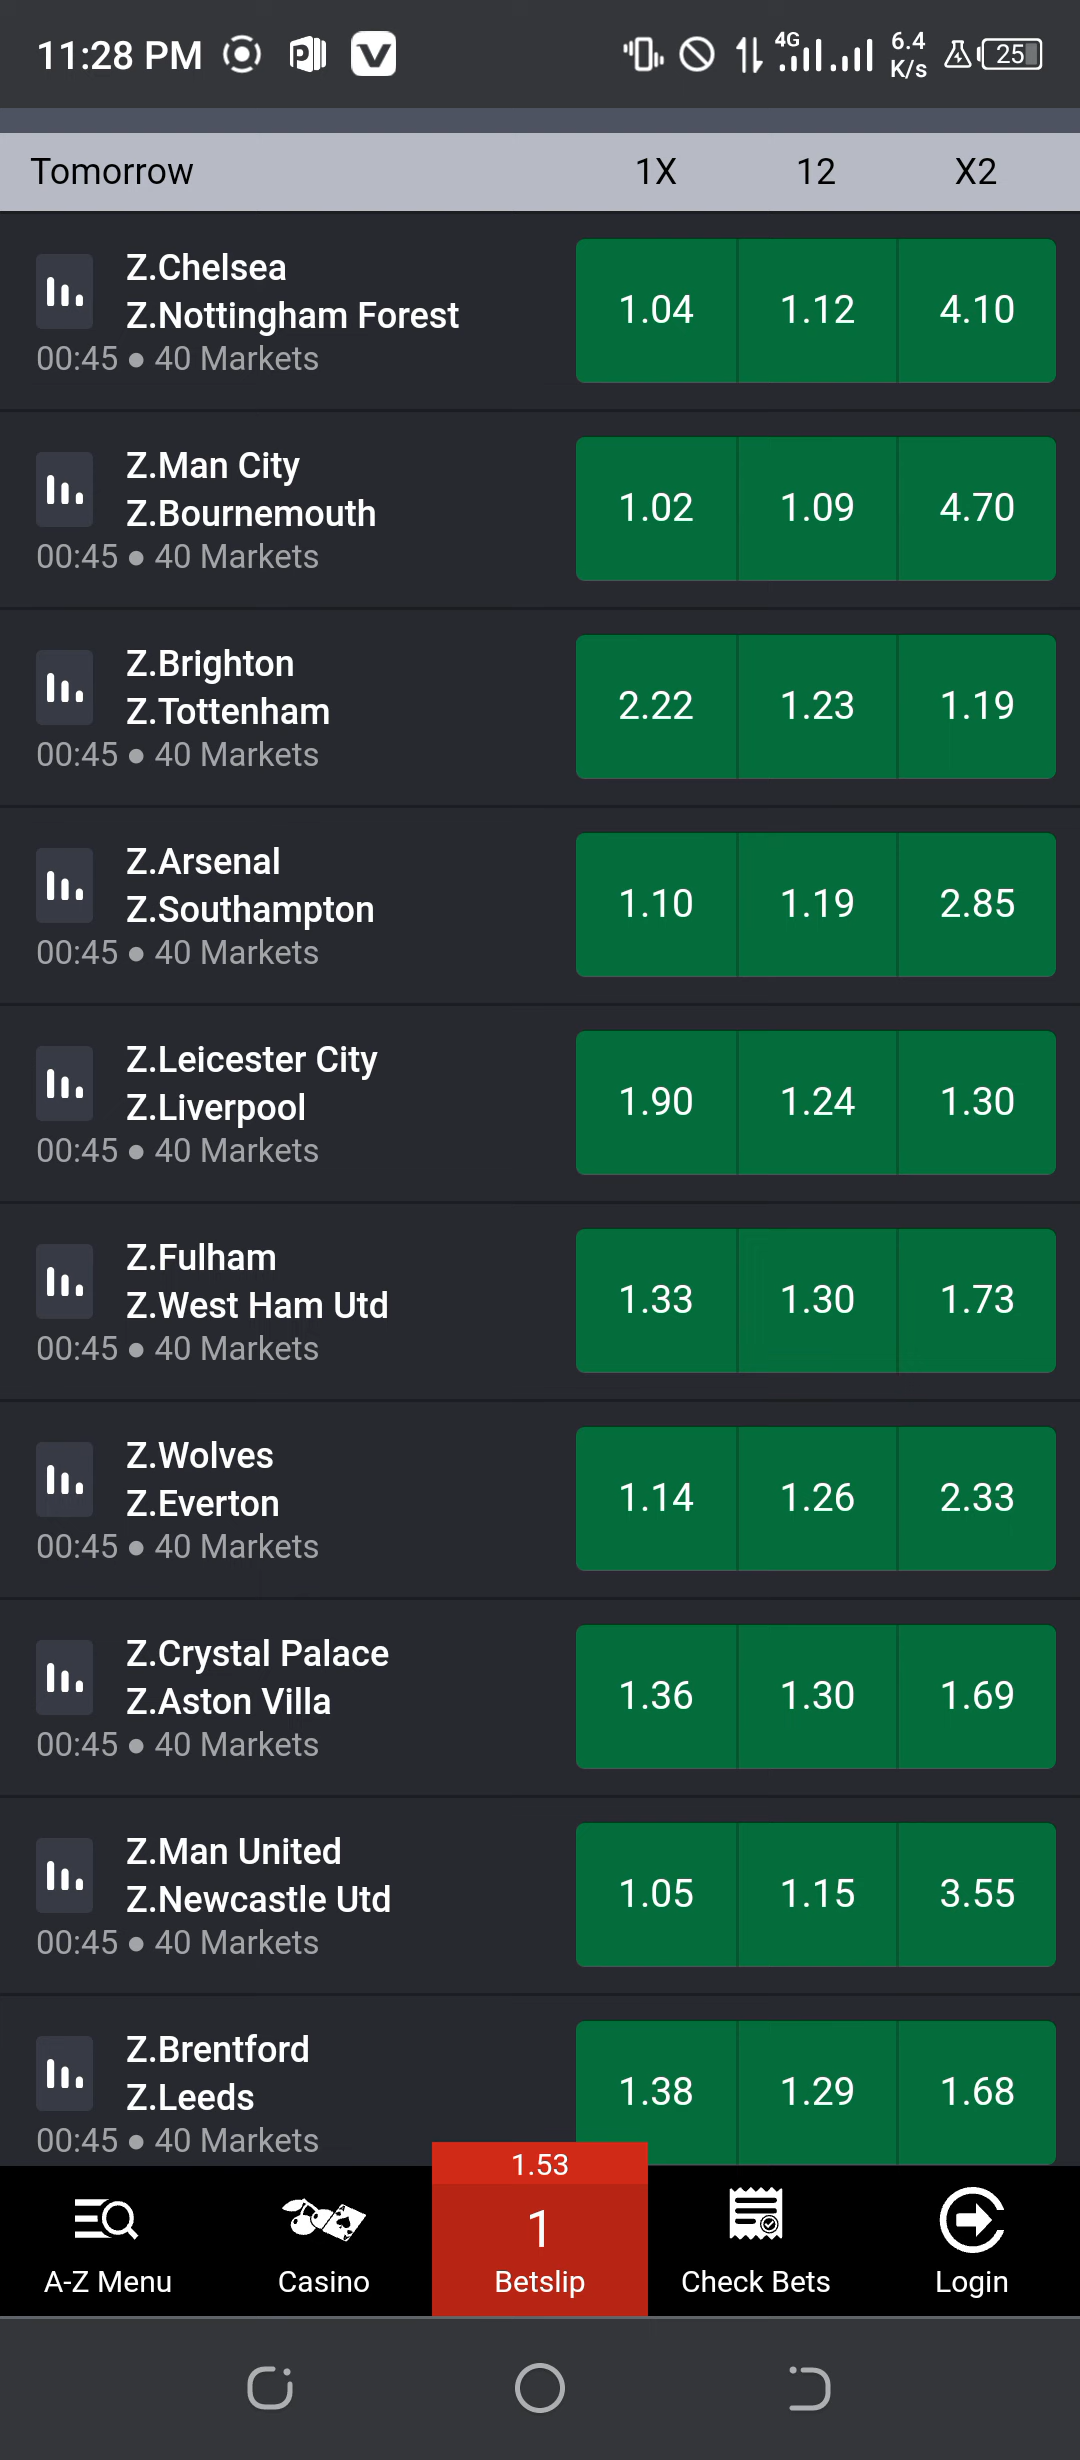 11:28 PM 4G 6.4 K/s 25
Tomorrow 1X 12 X2
Z.Chelsea
Z.Nottingham Forest
00:45 ● 40 Markets
1.04 1.12 4.10
Z.Man City
Z.Bournemouth
00:45 ● 40 Markets
1.02 1.09 4.70
Z.Brighton
Z.Tottenham
00:45 ● 40 Markets
2.22 1.23 1.19
Z.Arsenal
Z.Southampton
00:45 ● 40 Markets
1.10 1.19 2.85
Z.Leicester City
Z.Liverpool
00:45 ● 40 Markets
1.90 1.24 1.30
Z.Fulham
Z.West Ham Utd
00:45 ● 40 Markets
1.33 1.30 1.73
Z.Wolves
Z.Everton
00:45 ● 40 Markets
1.14 1.26 2.33
Z.Crystal Palace
Z.Aston Villa
00:45 ● 40 Markets
1.36 1.30 1.69
Z.Man United
Z.Newcastle Utd
00:45 ● 40 Markets
1.05 1.15 3.55
Z.Brentford
Z.Leeds
00:45 ● 40 Markets
1.38 1.29 1.68
1.53
1
A-Z Menu Casino Betslip Check Bets Login